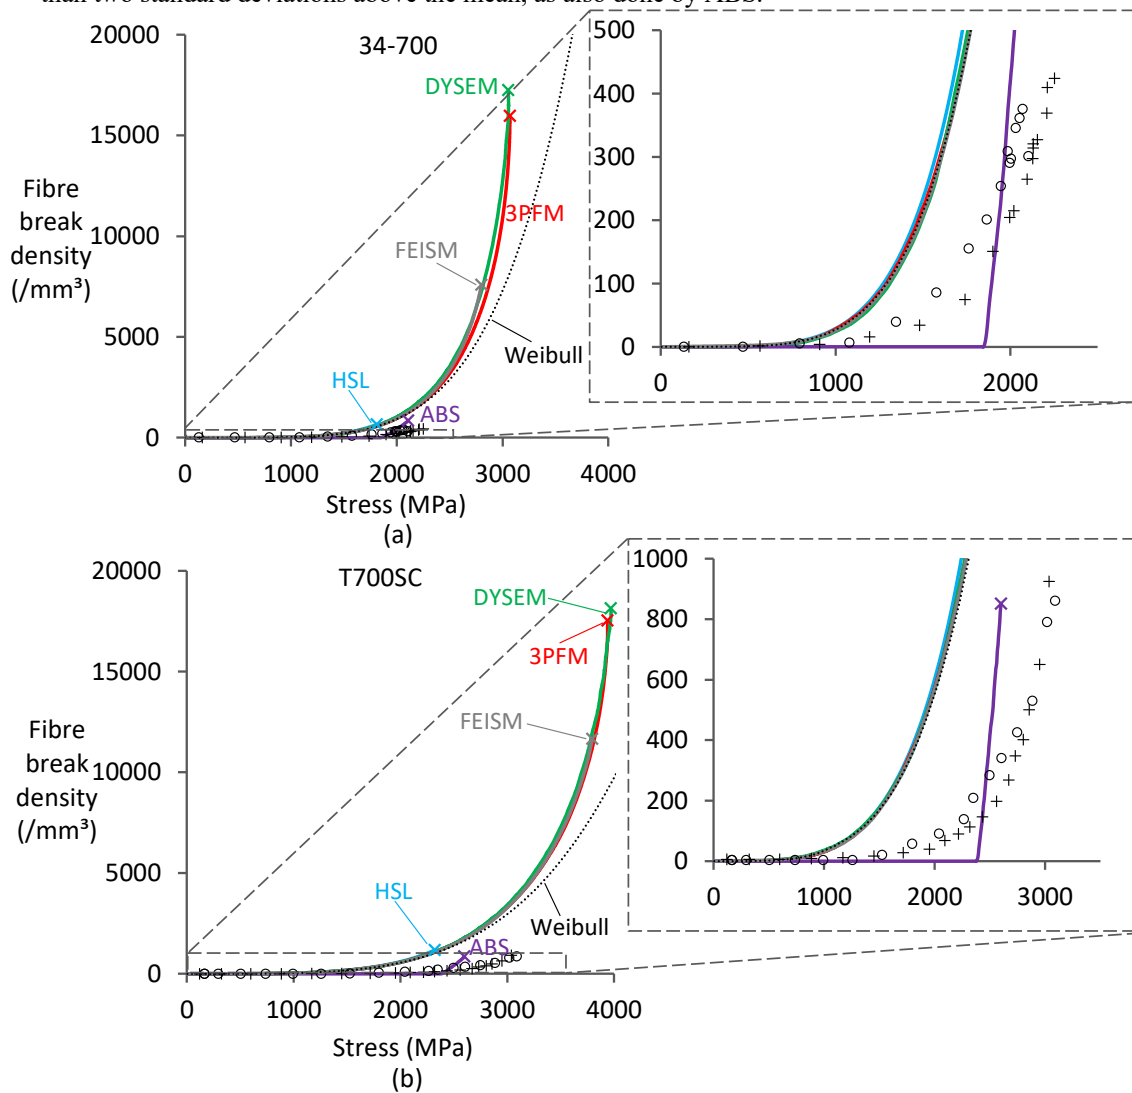 than two standard deviations above the mean, as also done by ABS.
20000
15000
10000
5000
0
0
1000
2000
3000
4000
Fibre
break
density
(/mm³)
34-700
DYSEM
3PFM
FEISM
Weibull
HSL
ABS
Stress (MPa)
(a)
500
400
300
200
100
0
0
1000
2000
20000
15000
10000
5000
0
0
1000
2000
3000
4000
Fibre
break
density
(/mm³)
T700SC
DYSEM
3PFM
FEISM
HSL
Weibull
ABS
Stress (MPa)
(b)
1000
800
600
400
200
0
0
1000
2000
3000